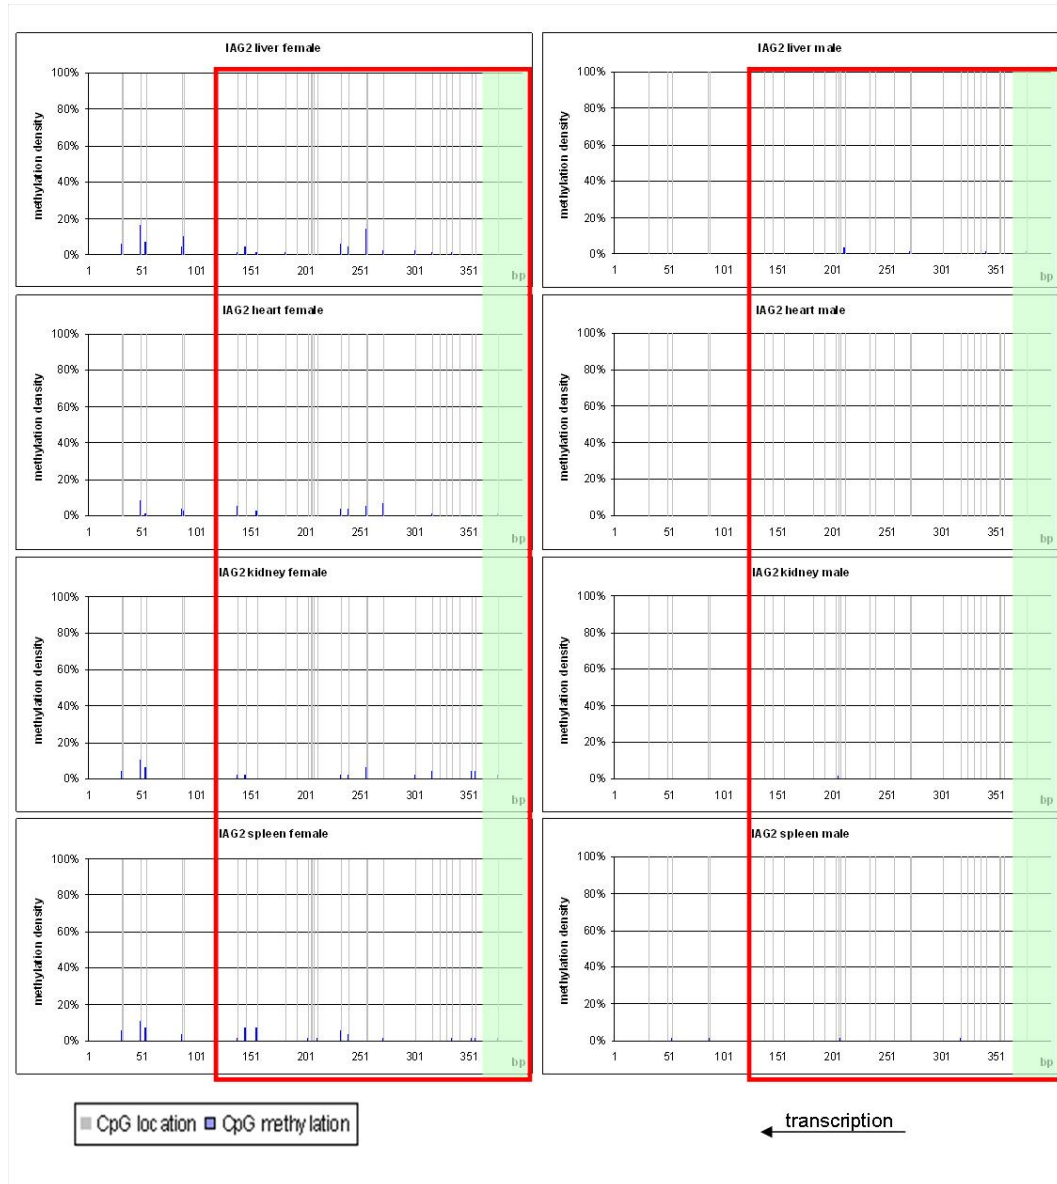 IAG2 liver female
methylation density
100%
80%
60%
40%
20%
0%
1 51 101 151 201 251 301 351 bp
IAG2 liver male
methylation density
100%
80%
60%
40%
20%
0%
1 51 101 151 201 251 301 351 bp
IAG2 heart female
methylation density
100%
80%
60%
40%
20%
0%
1 51 101 151 201 251 301 351 bp
IAG2 heart male
methylation density
100%
80%
60%
40%
20%
0%
1 51 101 151 201 251 301 351 bp
IAG2 kidney female
methylation density
100%
80%
60%
40%
20%
0%
1 51 101 151 201 251 301 351 bp
IAG2 kidney male
methylation density
100%
80%
60%
40%
20%
0%
1 51 101 151 201 251 301 351 bp
IAG2 spleen female
methylation density
100%
80%
60%
40%
20%
0%
1 51 101 151 201 251 301 351 bp
IAG2 spleen male
methylation density
100%
80%
60%
40%
20%
0%
1 51 101 151 201 251 301 351 bp
CpG location CpG methylation
transcription